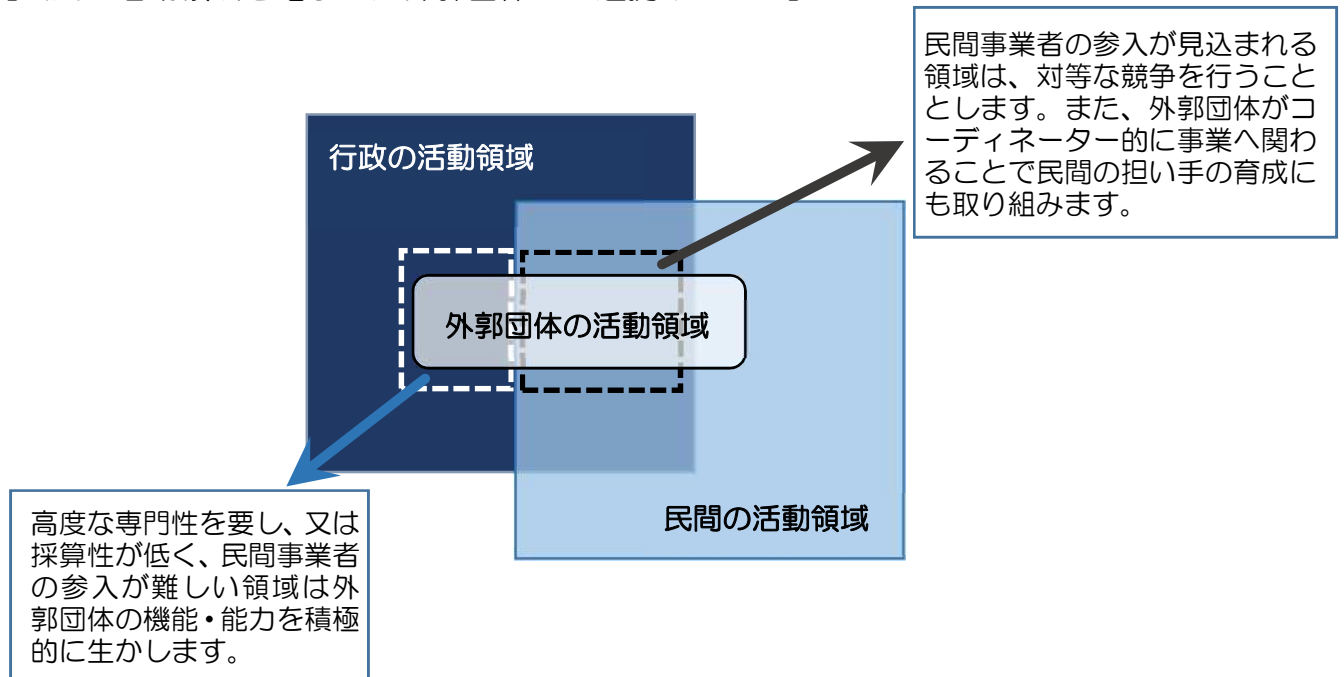 民間事業者の参入が見込まれる
領域は、対等な競争を行うこと
とします。また、外郭団体がコ
ーディネーター的に事業へ関わ
ることで民間の担い手の育成に
も取り組みます。
行政の活動領域
外郭団体の活動領域
民間の活動領域
高度な専門性を要し、又は
採算性が低く、民間事業者
の参入が難しい領域は外
郭団体の機能・能力を積極
的に生かします。